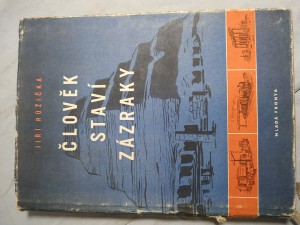 JIŘÍ RŮŽIČKA
ČLOVĚK
STAVÍ
ZÁZRAKY
MLADÁ FRONTA